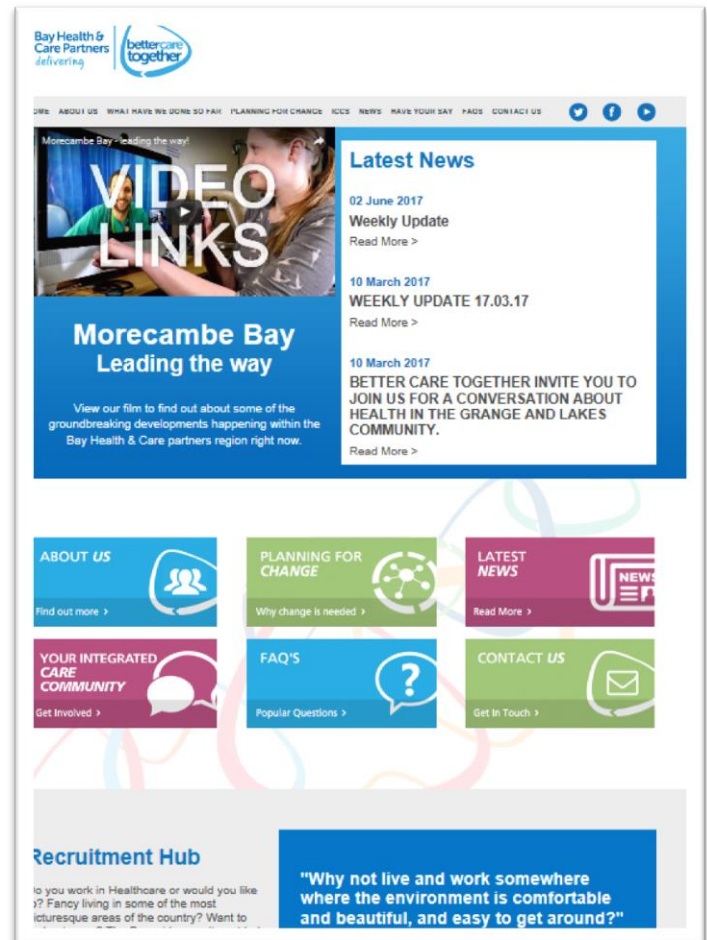 Bay Health &
Care Partners
delivering
bettercare
together
OME ABOUT US WHAT HAVE WE DONE SO FAR PLANNING FOR CHANGE ICCS NEWS HAVE YOUR SAY FAQS CONTACT US
Morecambe Bay - leading the way!
VIDEO
LINKS
Morecambe Bay
Leading the way
View our film to find out about some of the
groundbreaking developments happening within the
Bay Health & Care partners region right now.
Latest News
02 June 2017
Weekly Update
Read More >
10 March 2017
WEEKLY UPDATE 17.03.17
Read More >
10 March 2017
BETTER CARE TOGETHER INVITE YOU TO
JOIN US FOR A CONVERSATION ABOUT
HEALTH IN THE GRANGE AND LAKES
COMMUNITY.
Read More >
ABOUT US
Find out more >
PLANNING FOR
CHANGE
Why change is needed >
LATEST
NEWS
NEWS
Read More >
YOUR INTEGRATED
CARE
COMMUNITY
Get Involved >
FAQ'S
?
Popular Questions >
CONTACT US
Get In Touch >
Recruitment Hub
Do you work in Healthcare or would you like
o? Fancy living in some of the most
icturesque areas of the country? Want to
"Why not live and work somewhere
where the environment is comfortable
and beautiful, and easy to get around?"